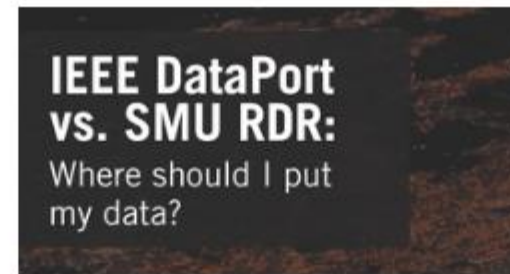 IEEE DataPort
vs. SMU RDR:
Where should I put
my data?